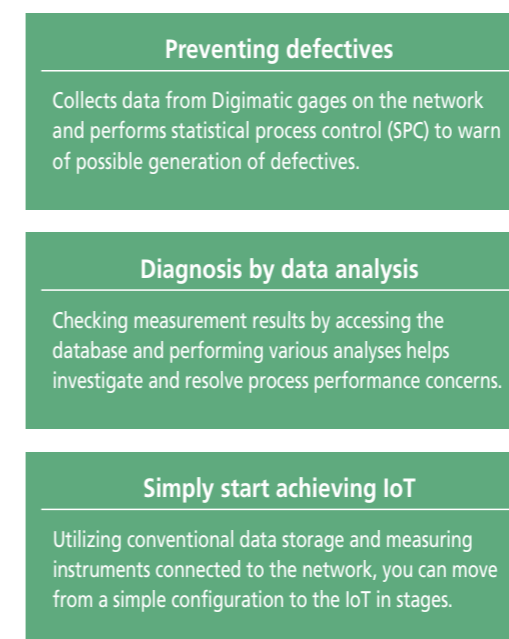 Preventing defectives
Collects data from Digimatic gages on the network
and performs statistical process control (SPC) to warn
of possible generation of defectives.
Diagnosis by data analysis
Checking measurement results by accessing the
database and performing various analyses helps
investigate and resolve process performance concerns.
Simply start achieving IoT
Utilizing conventional data storage and measuring
instruments connected to the network, you can move
from a simple configuration to the IoT in stages.